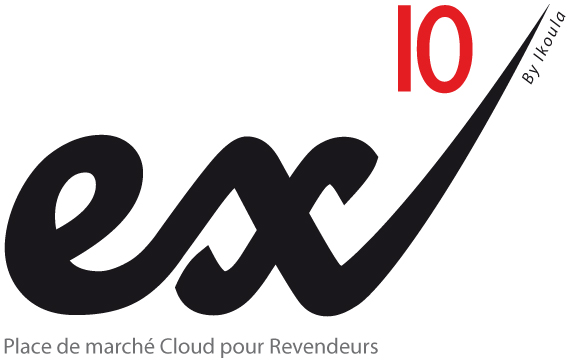 ex
10
By Ikoula
Place de marché Cloud pour Revendeurs